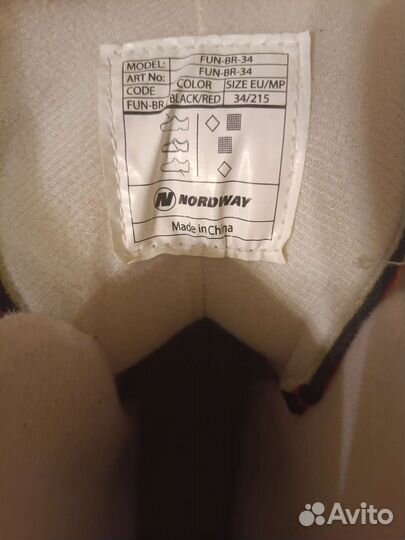 MODEL: FUN-BR-34
ART No: FUN-BR-34
CODE COLOR SIZE EU/MP
FUN-BR BLACK/RED 34/215
NORDWAY
Made in China
Avito